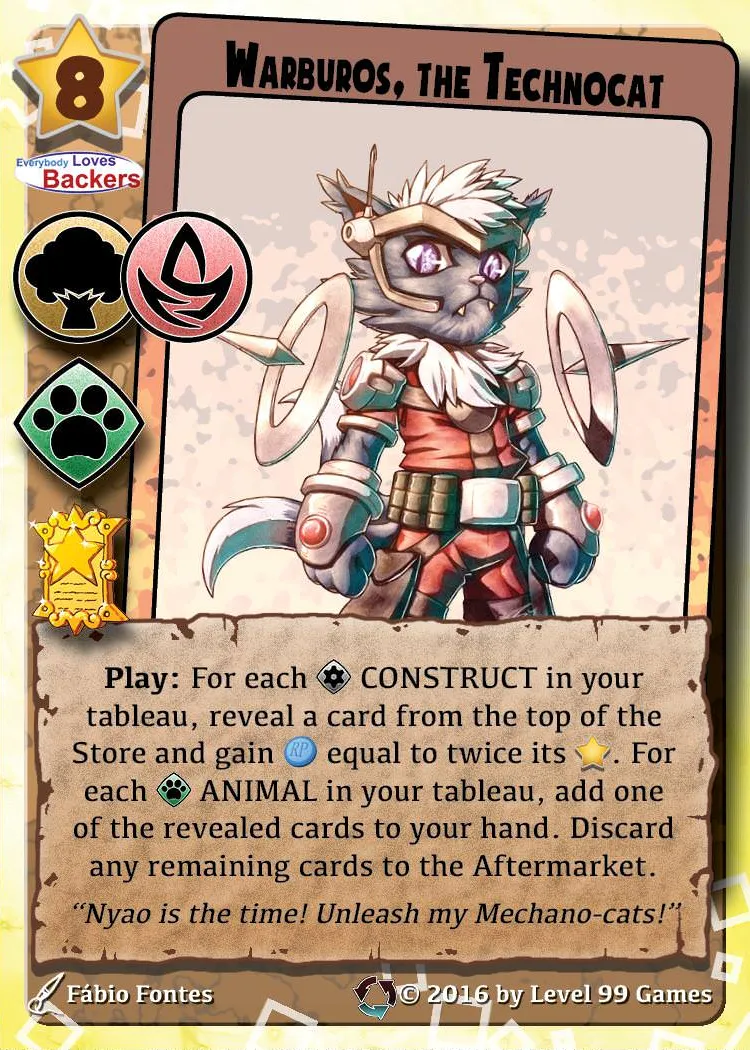 8
WARBUROS, THE TECHNOCAT
Everybody Loves
Backers
Play: For each CONSTRUCT in your
tableau, reveal a card from the top of the
Store and gain RP equal to twice its . For
each ANIMAL in your tableau, add one
of the revealed cards to your hand. Discard
any remaining cards to the Aftermarket.
“Nyao is the time! Unleash my Mechano-cats!”
Fábio Fontes
© 2016 by Level 99 Games